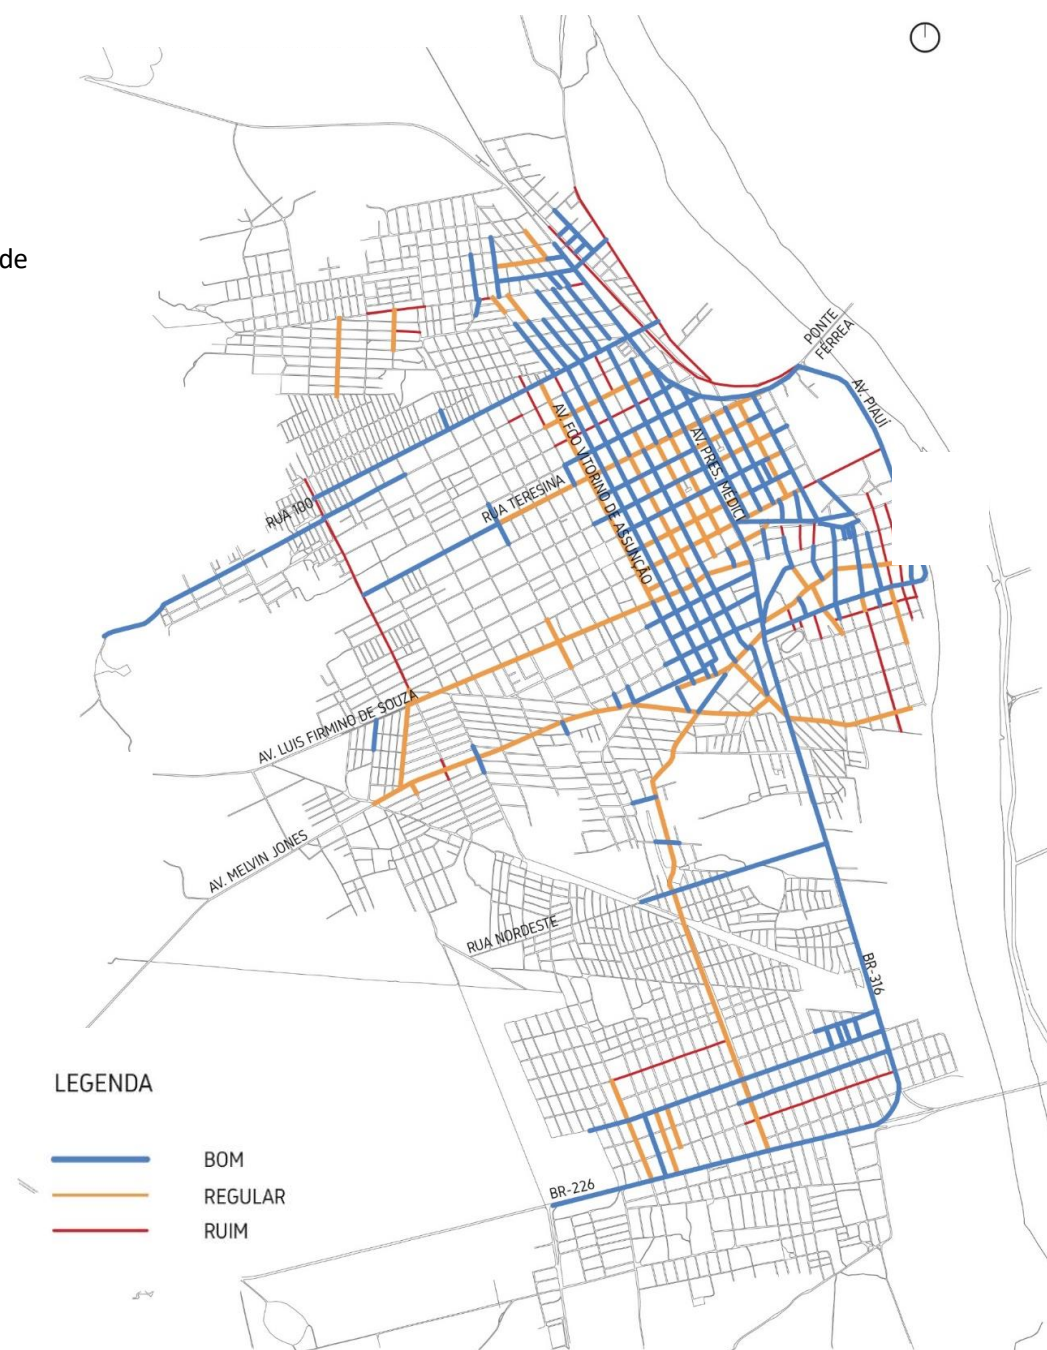 de
PONTE
FÉRREA
AV. PIAUÍ
AV. FCO VITORINO DE ASSUNÇÃO
AV. PRES. MEDICI
RUA TERESINA
RUA 100
AV. LUIS FIRMINO DE SOUZA
AV. MELVIN JONES
RUA NORDESTE
BR-316
LEGENDA
BOM
REGULAR
RUIM
BR-226